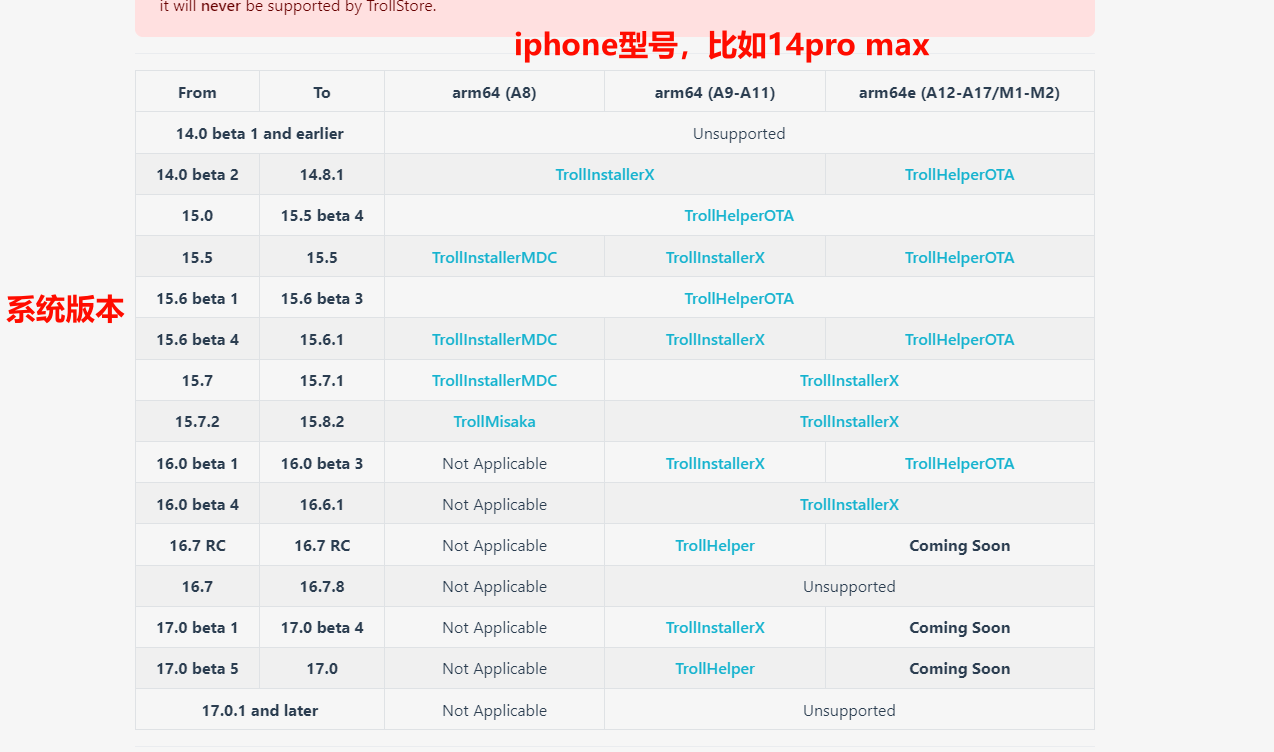 it will never be supported by TrollStore.
iphone型号，比如14pro max
From To arm64 (A8) arm64 (A9-A11) arm64e (A12-A17/M1-M2)
14.0 beta 1 and earlier Unsupported
14.0 beta 2 14.8.1 TrollInstallerX TrollHelperOTA
15.0 15.5 beta 4 TrollHelperOTA
15.5 15.5 TrollInstallerMDC TrollInstallerX TrollHelperOTA
系统版本
15.6 beta 1 15.6 beta 3 TrollHelperOTA
15.6 beta 4 15.6.1 TrollInstallerMDC TrollInstallerX TrollHelperOTA
15.7 15.7.1 TrollInstallerMDC TrollInstallerX
15.7.2 15.8.2 TrollMisaka TrollInstallerX
16.0 beta 1 16.0 beta 3 Not Applicable TrollInstallerX TrollHelperOTA
16.0 beta 4 16.6.1 Not Applicable TrollInstallerX
16.7 RC 16.7 RC Not Applicable TrollHelper Coming Soon
16.7 16.7.8 Not Applicable Unsupported
17.0 beta 1 17.0 beta 4 Not Applicable TrollInstallerX Coming Soon
17.0 beta 5 17.0 Not Applicable TrollHelper Coming Soon
17.0.1 and later Not Applicable Unsupported